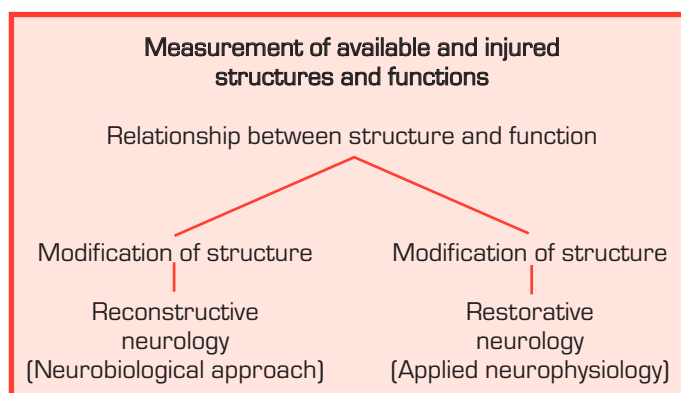 Measurement of available and injured
structures and functions
Relationship between structure and function
Modification of structure
Reconstructive
neurology
(Neurobiological approach)
Modification of structure
Restorative
neurology
(Applied neurophysiology)